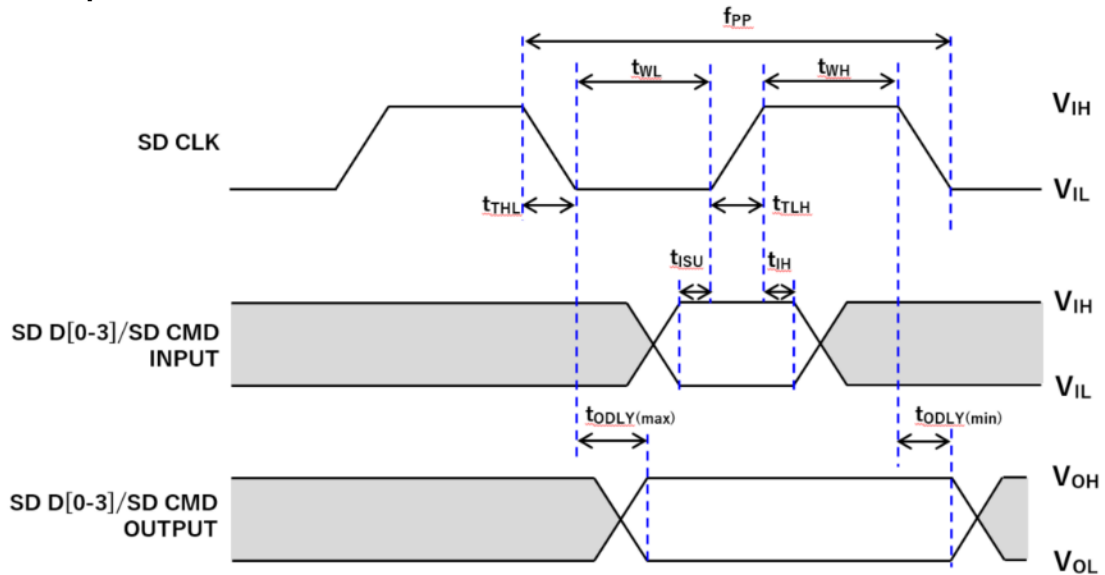 fPP
tWL
tWH
VIH
SD CLK
VIL
tTHL
tTLH
tISU
tIH
VIH
SD D[0-3]/SD CMD
INPUT
VIL
tODLY(max)
tODLY(min)
VOH
SD D[0-3]/SD CMD
OUTPUT
VOL